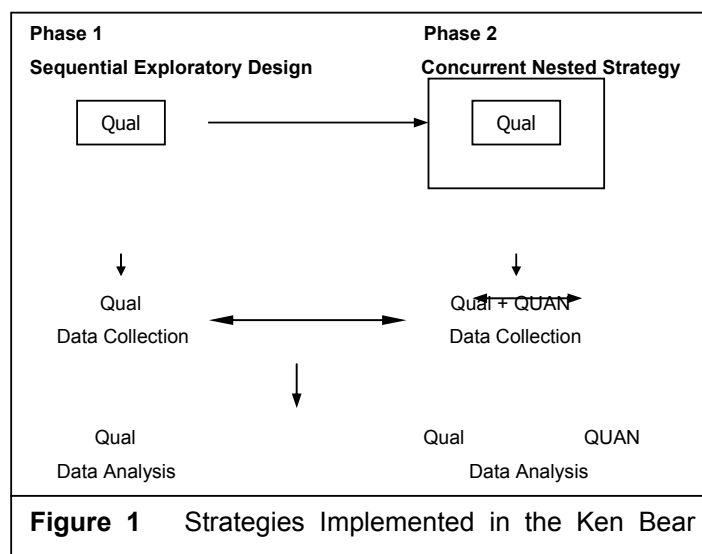 Phase 1 Phase 2
Sequential Exploratory Design Concurrent Nested Strategy
Qual Qual
Qual Qual + QUAN
Data Collection Data Collection
Qual Qual QUAN
Data Analysis Data Analysis
Figure 1 Strategies Implemented in the Ken Bear